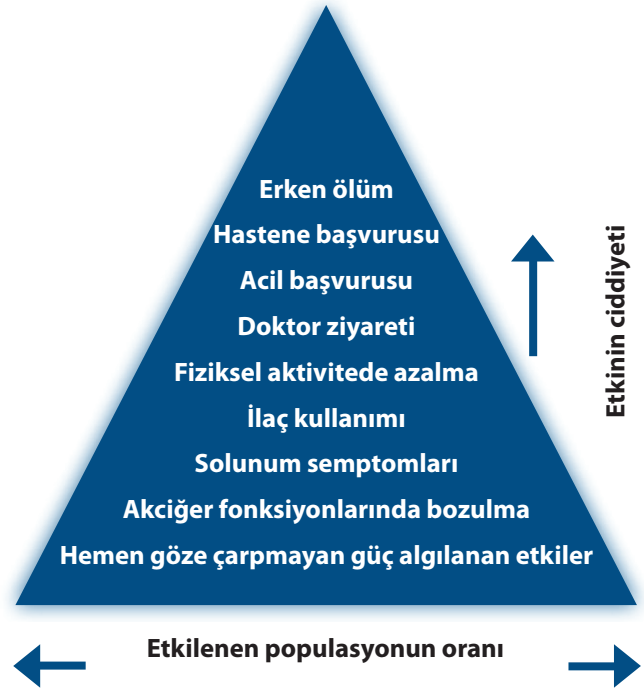 Erken ölüm
Hastene başvurusu
Acil başvurusu
Doktor ziyareti
Fiziksel aktivitede azalma
İlaç kullanımı
Solunum semptomları
Akciğer fonksiyonlarında bozulma
Hemen göze çarpmayan güç algılanan etkiler
Etkinin ciddiyeti
Etkilenen populasyonun oranı